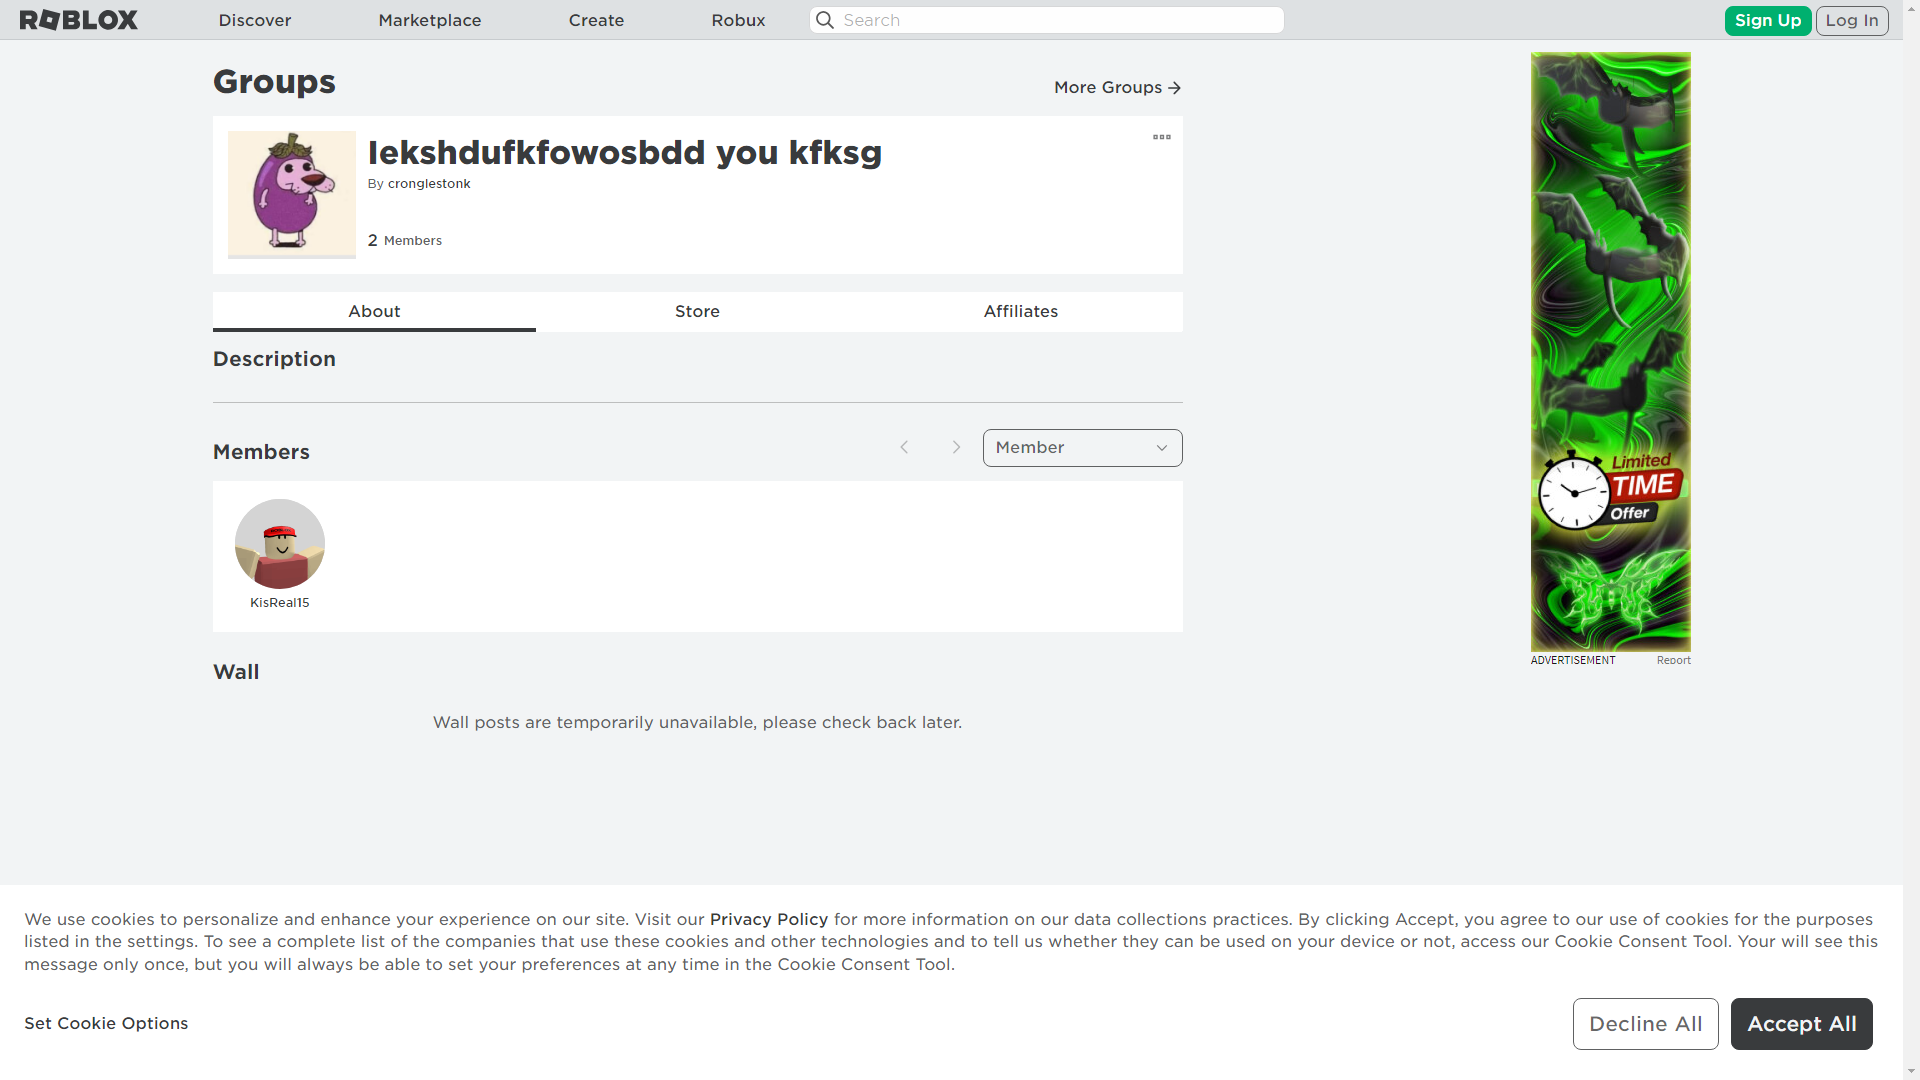 ROBLOX
Discover
Marketplace
Create
Robux
Search
Sign Up
Log In
Groups
More Groups
Iekshdufkfowosbdd you kfksg
By cronglestonk
2 Members
About
Store
Affiliates
Description
Members
Member
KisReal15
Wall
Wall posts are temporarily unavailable, please check back later.
Limited
TIME
Offer
ADVERTISEMENT
Report
We use cookies to personalize and enhance your experience on our site. Visit our Privacy Policy for more information on our data collections practices. By clicking Accept, you agree to our use of cookies for the purposes
listed in the settings. To see a complete list of the companies that use these cookies and other technologies and to tell us whether they can be used on your device or not, access our Cookie Consent Tool. Your will see this
message only once, but you will always be able to set your preferences at any time in the Cookie Consent Tool.
Set Cookie Options
Decline All
Accept All